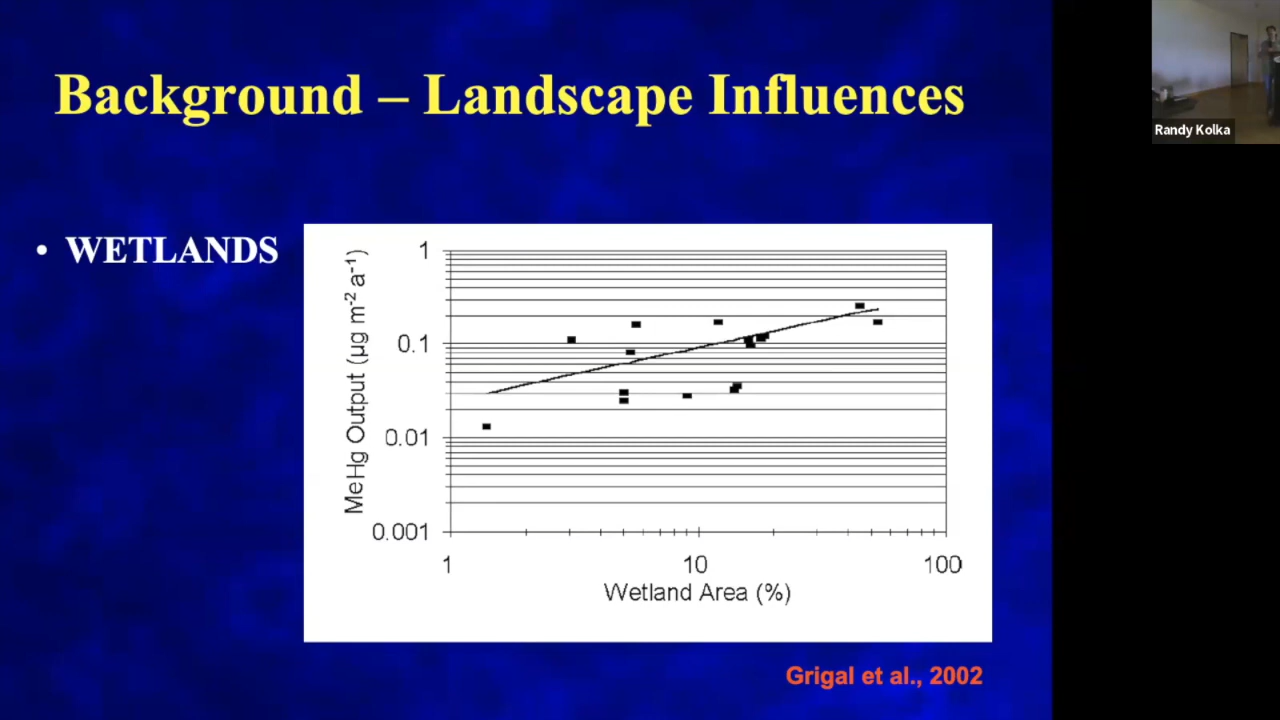 Background – Landscape Influences
Randy Kolka
• WETLANDS
MeHg Output (µg m⁻² a⁻¹)
1
0.1
0.01
0.001
1 10 100
Wetland Area (%)
Grigal et al., 2002